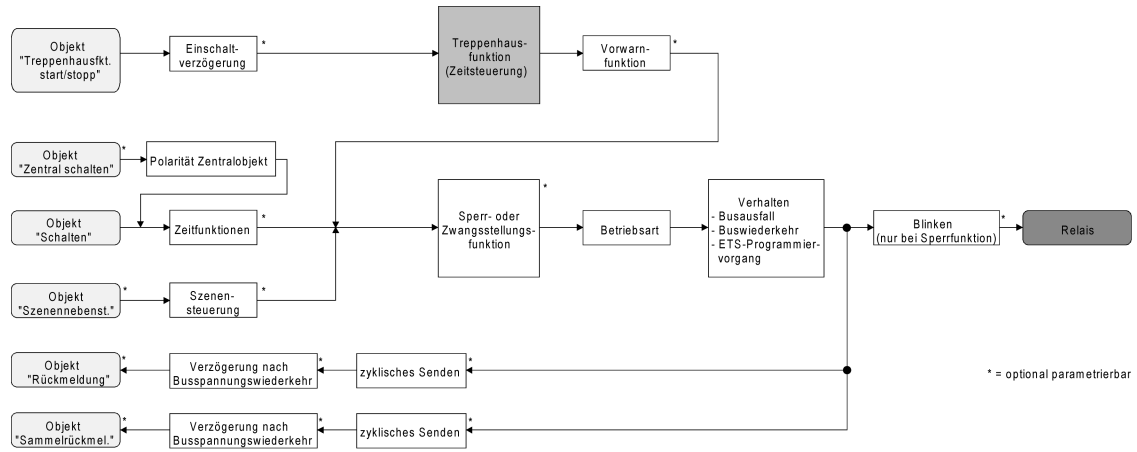 Objekt
"Treppenhausfkt.
start/stopp"
Einschalt-
verzögerung
*
Treppenhaus-
funktion
(Zeitsteuerung)
Vorwarn-
funktion
*
Objekt
"Zentral schalten"
*
Polarität Zentralobjekt
Objekt
"Schalten"
Zeitfunktionen
*
Sperr- oder
Zwangsstellungs-
funktion
*
Betriebsart
Verhalten
- Busausfall
- Buswiederkehr
- ETS-Programmier-
vorgang
Blinken
(nur bei Sperrfunktion)
*
Relais
Objekt
"Szenennebenst."
*
Szenen-
steuerung
*
Objekt
"Rückmeldung"
*
Verzögerung nach
Busspannungswiederkehr
*
zyklisches Senden
*
* = optional parametrierbar
Objekt
"Sammelrückmel."
*
Verzögerung nach
Busspannungswiederkehr
*
zyklisches Senden
*